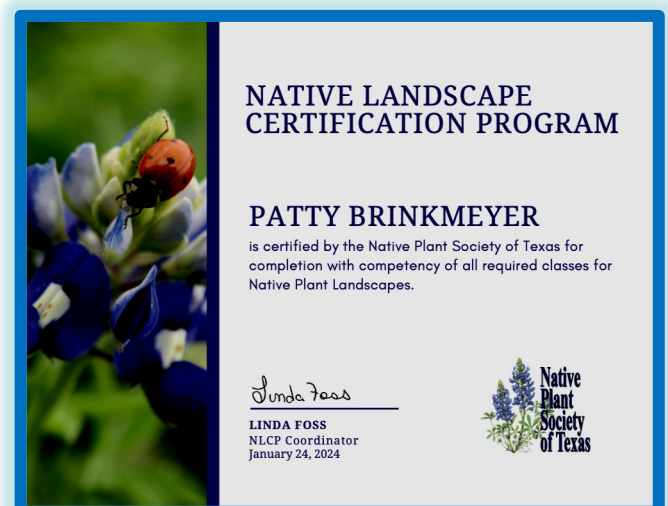 NATIVE LANDSCAPE
CERTIFICATION PROGRAM
PATTY BRINKMEYER
is certified by the Native Plant Society of Texas for
completion with competency of all required classes for
Native Plant Landscapes.
Linda Foss
LINDA FOSS
NLCP Coordinator
January 24, 2024
Native
Plant
Society
of Texas